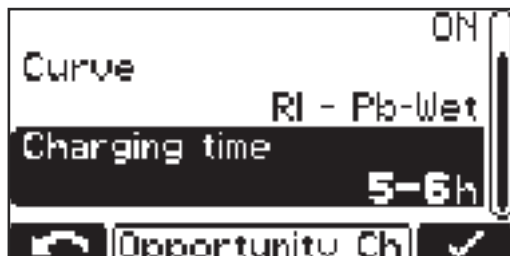 ON
Curve
RI - Pb-Wet
Charging time
5-6h
Opportunity Ch